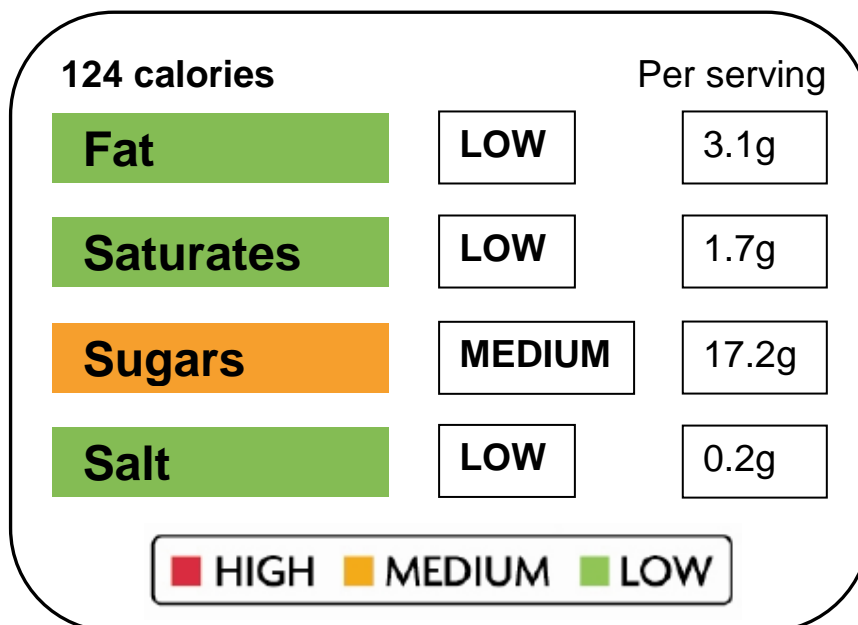 124 calories Per serving
Fat LOW 3.1g
Saturates LOW 1.7g
Sugars MEDIUM 17.2g
Salt LOW 0.2g
HIGH MEDIUM LOW